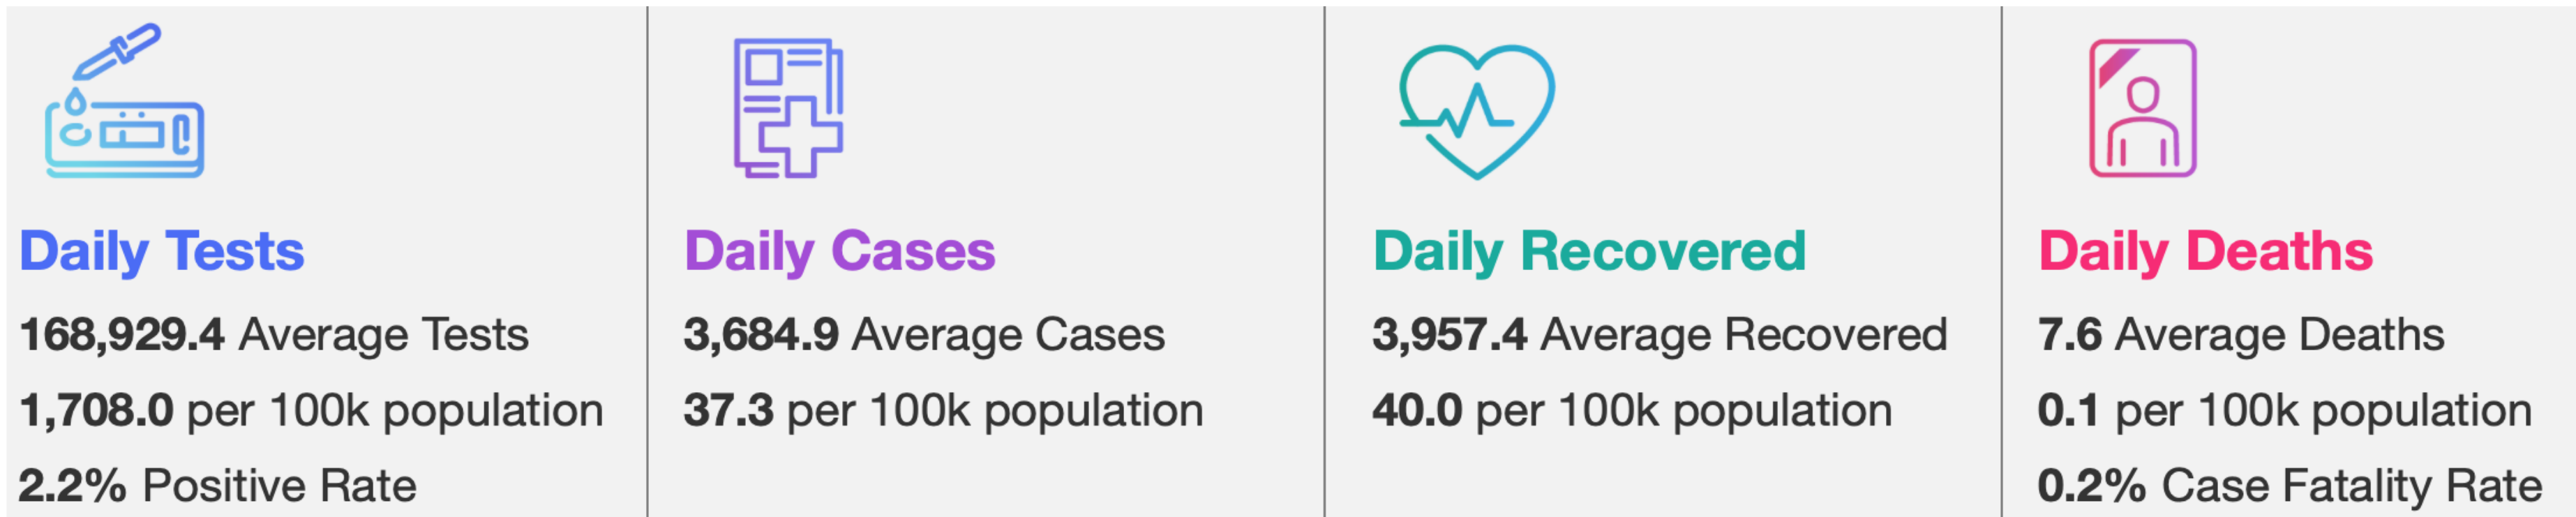 Daily Tests
168,929.4 Average Tests
1,708.0 per 100k population
2.2% Positive Rate
Daily Cases
3,684.9 Average Cases
37.3 per 100k population
Daily Recovered
3,957.4 Average Recovered
40.0 per 100k population
Daily Deaths
7.6 Average Deaths
0.1 per 100k population
0.2% Case Fatality Rate